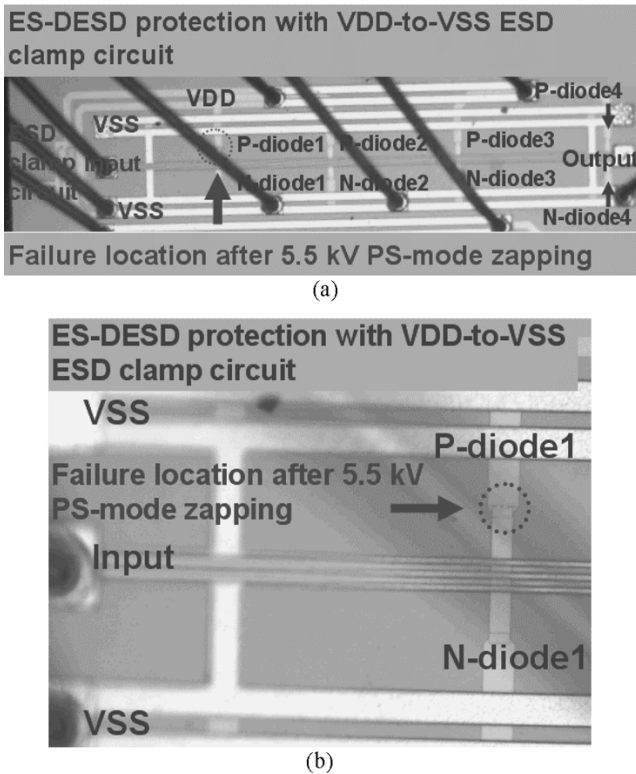 ES-DESD protection with VDD-to-VSS ESD
clamp circuit
VDD
P-diode4
VSS
P-diode1 P-diode2 P-diode3
ESD
clamp Input
Output
circuit
N-diode1 N-diode2 N-diode3
VSS
N-diode4
Failure location after 5.5 kV PS-mode zapping
(a)
ES-DESD protection with VDD-to-VSS
ESD clamp circuit
VSS
P-diode1
Failure location after 5.5 kV
PS-mode zapping
Input
N-diode1
VSS
(b)